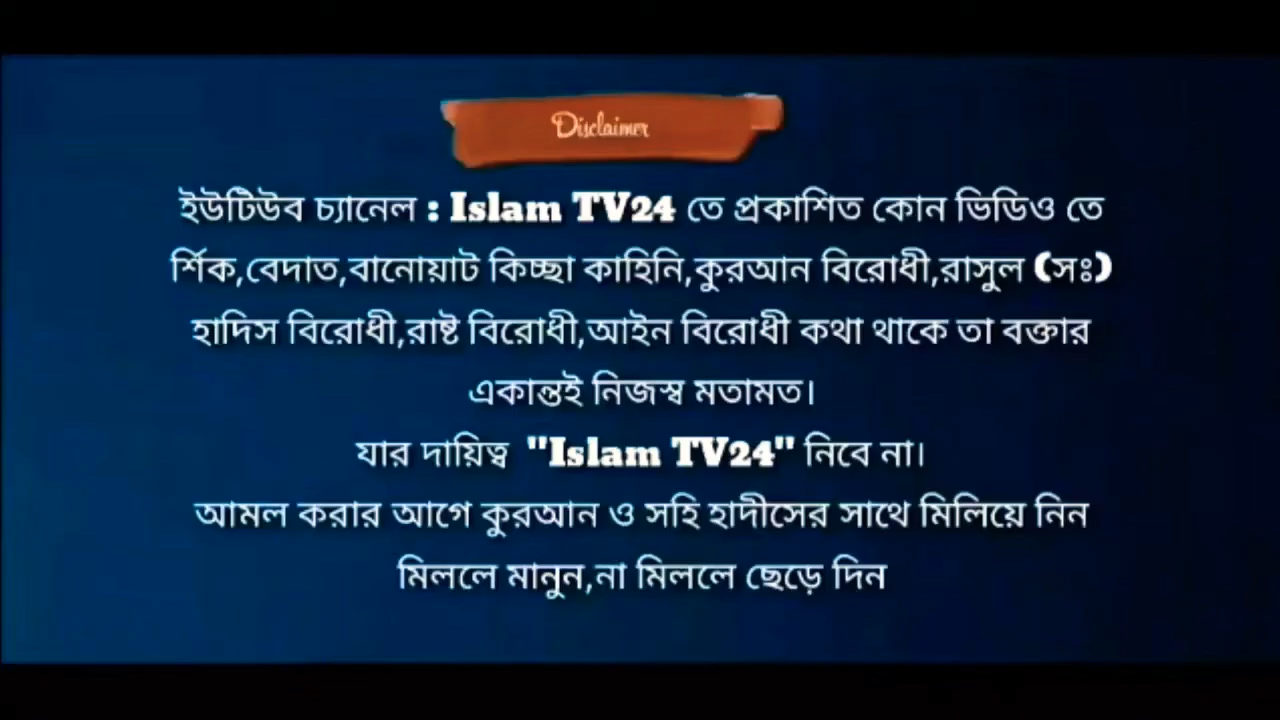 Disclaimer
ইউটিউব চ্যানেল : Islam TV24 তে প্রকাশিত কোন ভিডিও তে
র্শিক,বেদাত,বানোয়াট কিচ্ছা কাহিনি,কুরআন বিরোধী,রাসুল (সঃ)
হাদিস বিরোধী,রাষ্ট বিরোধী,আইন বিরোধী কথা থাকে তা বক্তার
একান্তই নিজস্ব মতামত।
যার দায়িত্ব "Islam TV24" নিবে না।
আমল করার আগে কুরআন ও সহি হাদীসের সাথে মিলিয়ে নিন
মিললে মানুন,না মিললে ছেড়ে দিন